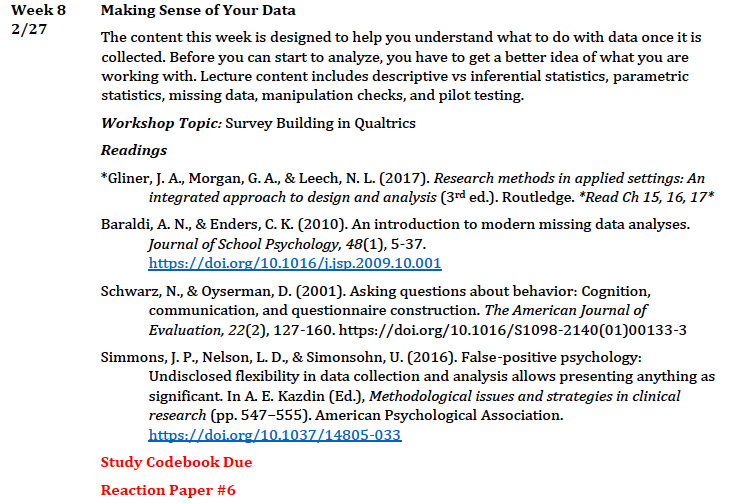 Week 8
2/27
Making Sense of Your Data
The content this week is designed to help you understand what to do with data once it is
collected. Before you can start to analyze, you have to get a better idea of what you are
working with. Lecture content includes descriptive vs inferential statistics, parametric
statistics, missing data, manipulation checks, and pilot testing.
Workshop Topic: Survey Building in Qualtrics
Readings
*Gliner, J. A., Morgan, G. A., & Leech, N. L. (2017). Research methods in applied settings: An
integrated approach to design and analysis (3rd ed.). Routledge. *Read Ch 15, 16, 17*
Baraldi, A. N., & Enders, C. K. (2010). An introduction to modern missing data analyses.
Journal of School Psychology, 48(1), 5-37.
https://doi.org/10.1016/j.jsp.2009.10.001
Schwarz, N., & Oyserman, D. (2001). Asking questions about behavior: Cognition,
communication, and questionnaire construction. The American Journal of
Evaluation, 22(2), 127-160. https://doi.org/10.1016/S1098-2140(01)00133-3
Simmons, J. P., Nelson, L. D., & Simonsohn, U. (2016). False-positive psychology:
Undisclosed flexibility in data collection and analysis allows presenting anything as
significant. In A. E. Kazdin (Ed.), Methodological issues and strategies in clinical
research (pp. 547–555). American Psychological Association.
https://doi.org/10.1037/14805-033
Study Codebook Due
Reaction Paper #6